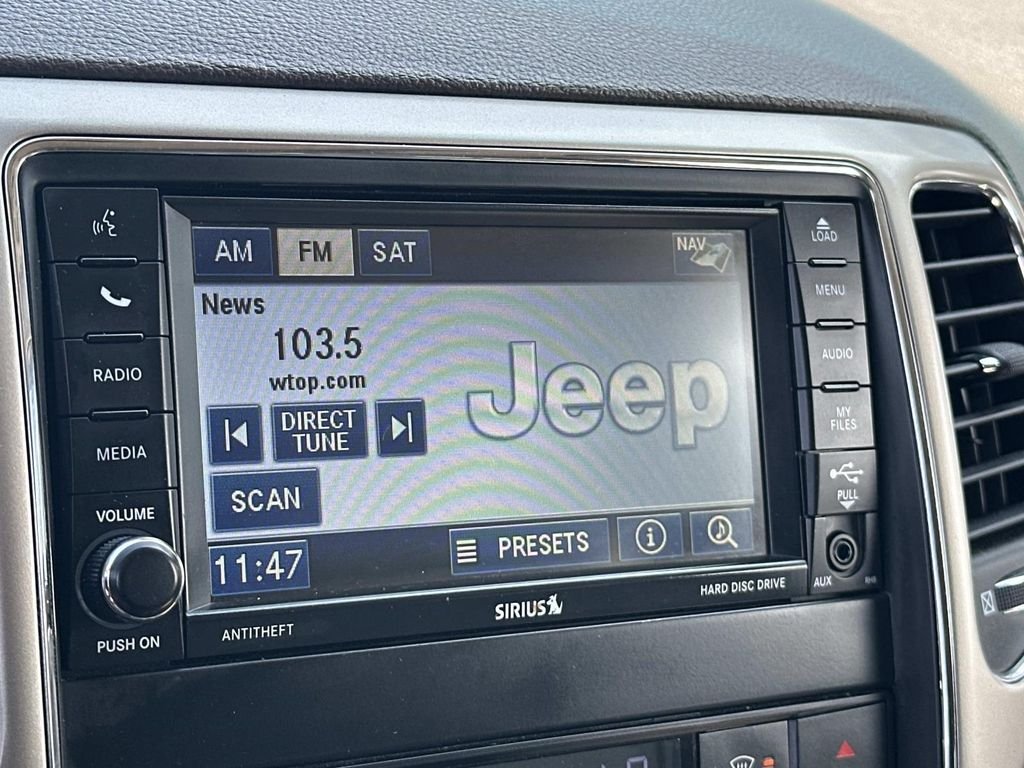 AM FM SAT NAV
LOAD
MENU
RADIO
AUDIO
MEDIA
MY
FILES
PULL
VOLUME
PUSH ON
News
103.5
wtop.com
DIRECT
TUNE
SCAN
Jeep
11:47
PRESETS
ANTITHEFT
SIRIUS
HARD DISC DRIVE
AUX